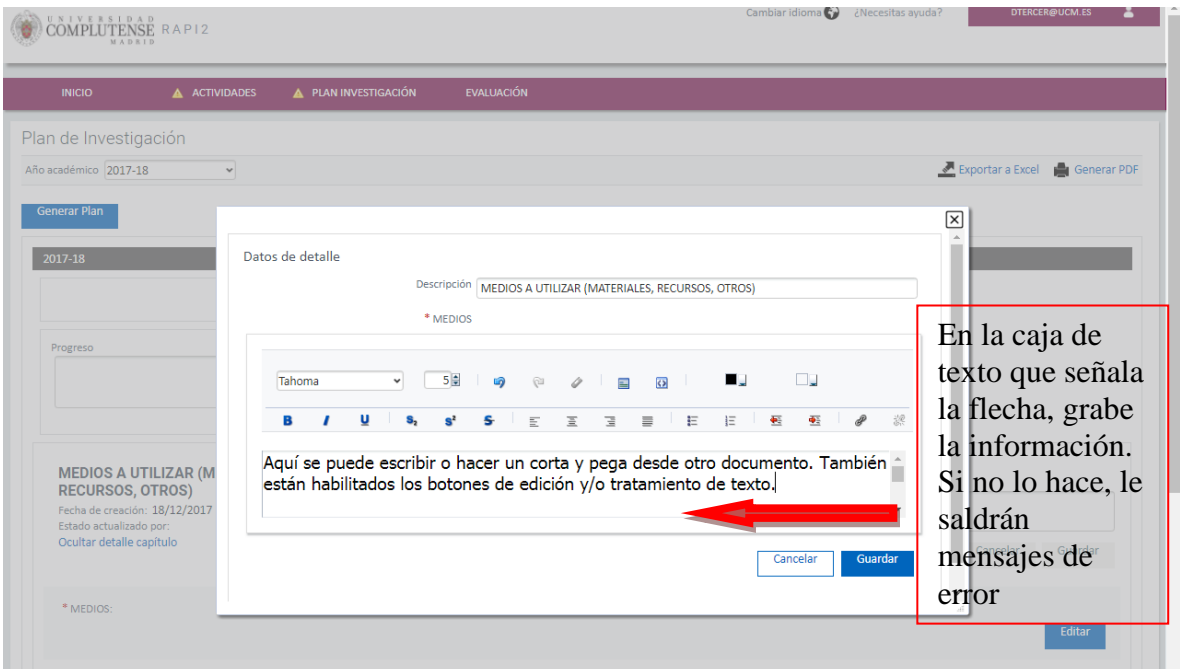 Cambiar idioma ¿Necesitas ayuda? DTERCER@UCM.ES
UNIVERSIDAD
COMPLUTENSE RAPI2
MADRID
INICIO ACTIVIDADES PLAN INVESTIGACIÓN EVALUACIÓN
Plan de Investigación
Año académico 2017-18 Exportar a Excel Generar PDF
Generar Plan
2017-18
Progreso
MEDIOS A UTILIZAR (M
RECURSOS, OTROS)
Fecha de creación: 18/12/2017
Estado actualizado por:
Ocultar detalle capítulo
* MEDIOS:
Datos de detalle
Descripción MEDIOS A UTILIZAR (MATERIALES, RECURSOS, OTROS)
* MEDIOS
Tahoma 5
B I U S₂ S² S
Aquí se puede escribir o hacer un corta y pega desde otro documento. También
están habilitados los botones de edición y/o tratamiento de texto.
Cancelar Guardar
En la caja de
texto que señala
la flecha, grabe
la información.
Si no lo hace, le
saldrán
mensajes de
error
Cancelar Guardar
Editar